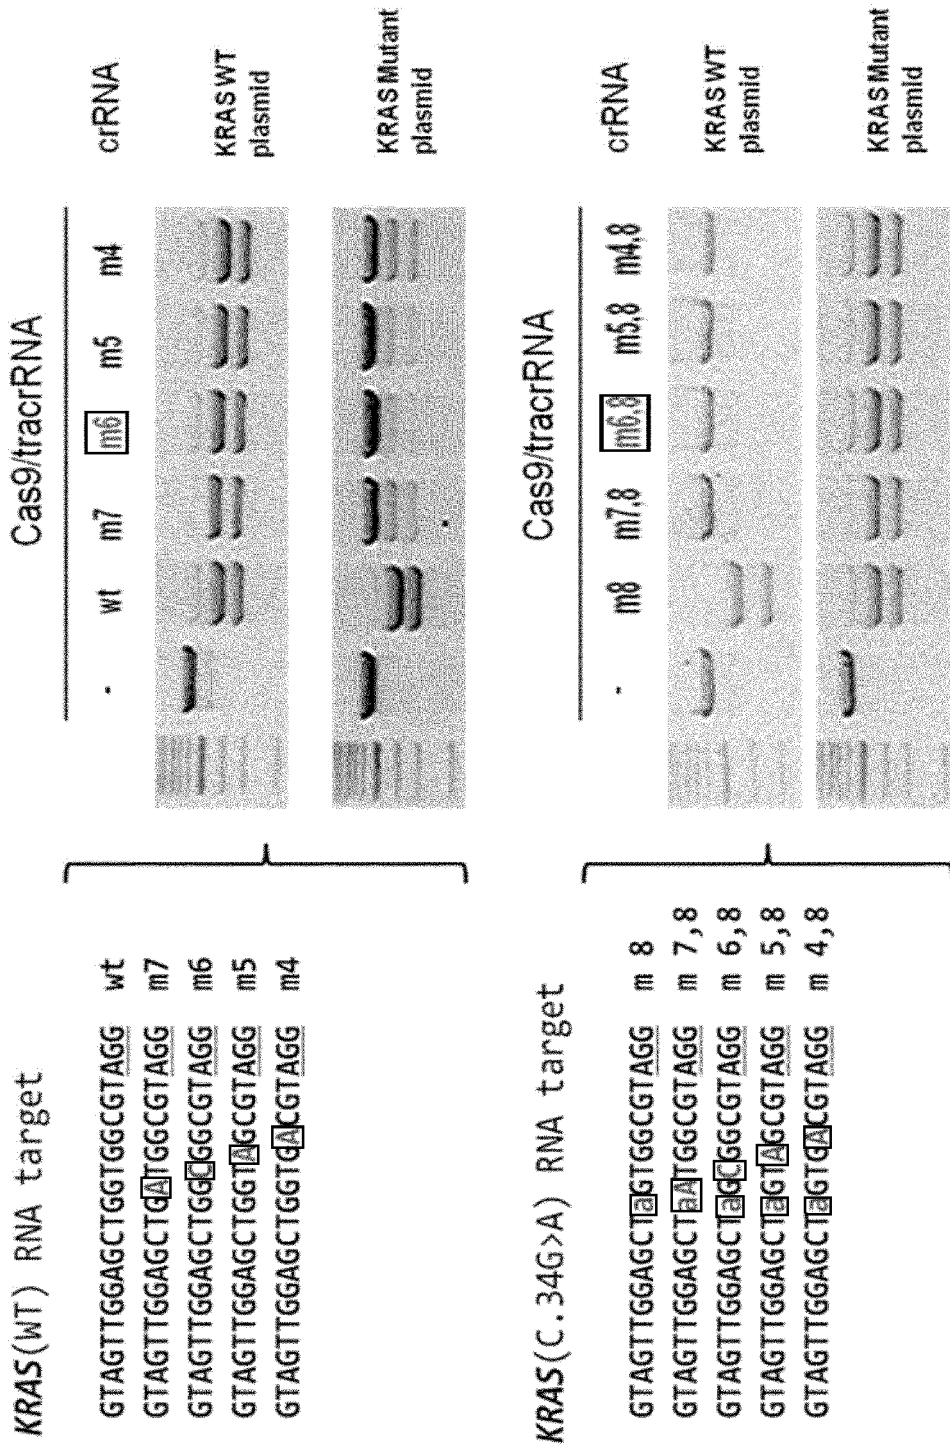 KRAS(WT) RNA target
GTAGTTGGAGCTGGTGGCGTAGG wt
GTAGTTGGAGCTGATGGCGTAGG m7
GTAGTTGGAGCTGGCGGCGTAGG m6
GTAGTTGGAGCTGGTAGCGTAGG m5
GTAGTTGGAGCTGGTGACGTAGG m4
Cas9/tracrRNA
- wt m7 m6 m5 m4 crRNA
KRAS WT
plasmid
KRAS Mutant
plasmid
KRAS(C.34G>A) RNA target
GTAGTTGGAGCTaGTGGCGTAGG m 8
GTAGTTGGAGCTaATGGCGTAGG m 7,8
GTAGTTGGAGCTaGCGGCGTAGG m 6,8
GTAGTTGGAGCTaGTAGCGTAGG m 5,8
GTAGTTGGAGCTaGTGACGTAGG m 4,8
Cas9/tracrRNA
- m8 m7,8 m6,8 m5,8 m4,8 crRNA
KRAS WT
plasmid
KRAS Mutant
plasmid